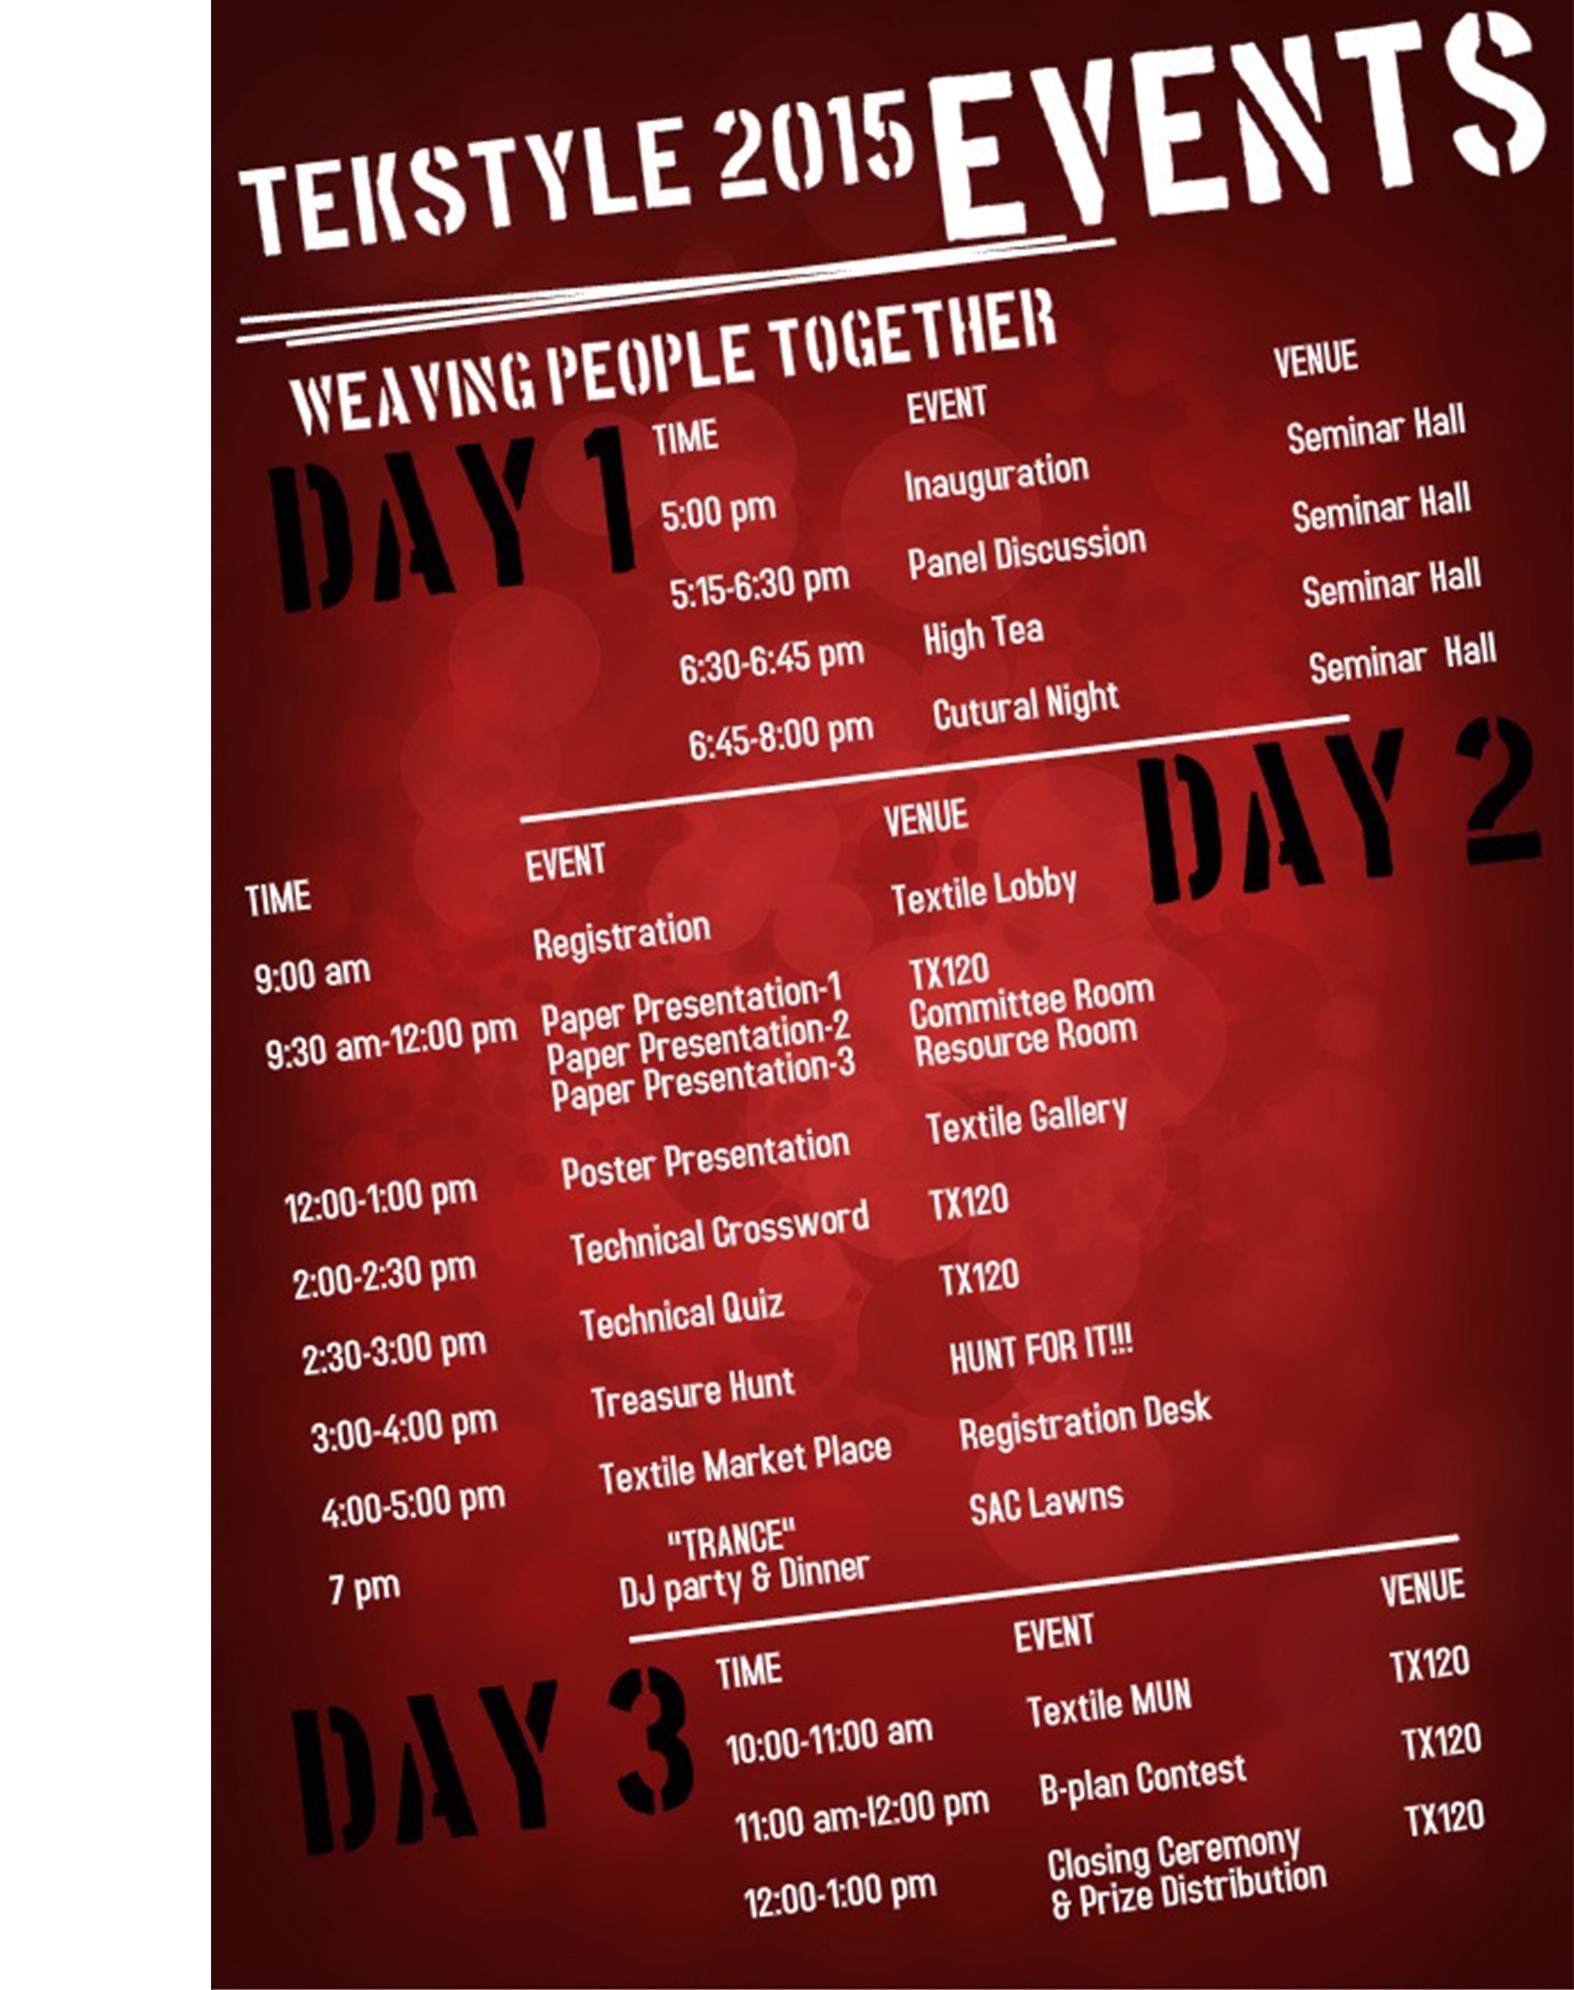 TEKSTYLE 2015 EVENTS
WEAVING PEOPLE TOGETHER
DAY 1
TIME EVENT VENUE
5:00 pm Inauguration Seminar Hall
5:15-6:30 pm Panel Discussion Seminar Hall
6:30-6:45 pm High Tea Seminar Hall
6:45-8:00 pm Cutural Night Seminar Hall
DAY 2
TIME EVENT VENUE
9:00 am Registration Textile Lobby
9:30 am-12:00 pm Paper Presentation-1 TX120
Paper Presentation-2 Committee Room
Paper Presentation-3 Resource Room
12:00-1:00 pm Poster Presentation Textile Gallery
2:00-2:30 pm Technical Crossword TX120
2:30-3:00 pm Technical Quiz TX120
3:00-4:00 pm Treasure Hunt HUNT FOR IT!!!
4:00-5:00 pm Textile Market Place Registration Desk
7 pm "TRANCE" SAC Lawns
DJ party & Dinner
DAY 3
TIME EVENT VENUE
10:00-11:00 am Textile MUN TX120
11:00 am-12:00 pm B-plan Contest TX120
12:00-1:00 pm Closing Ceremony TX120
& Prize Distribution